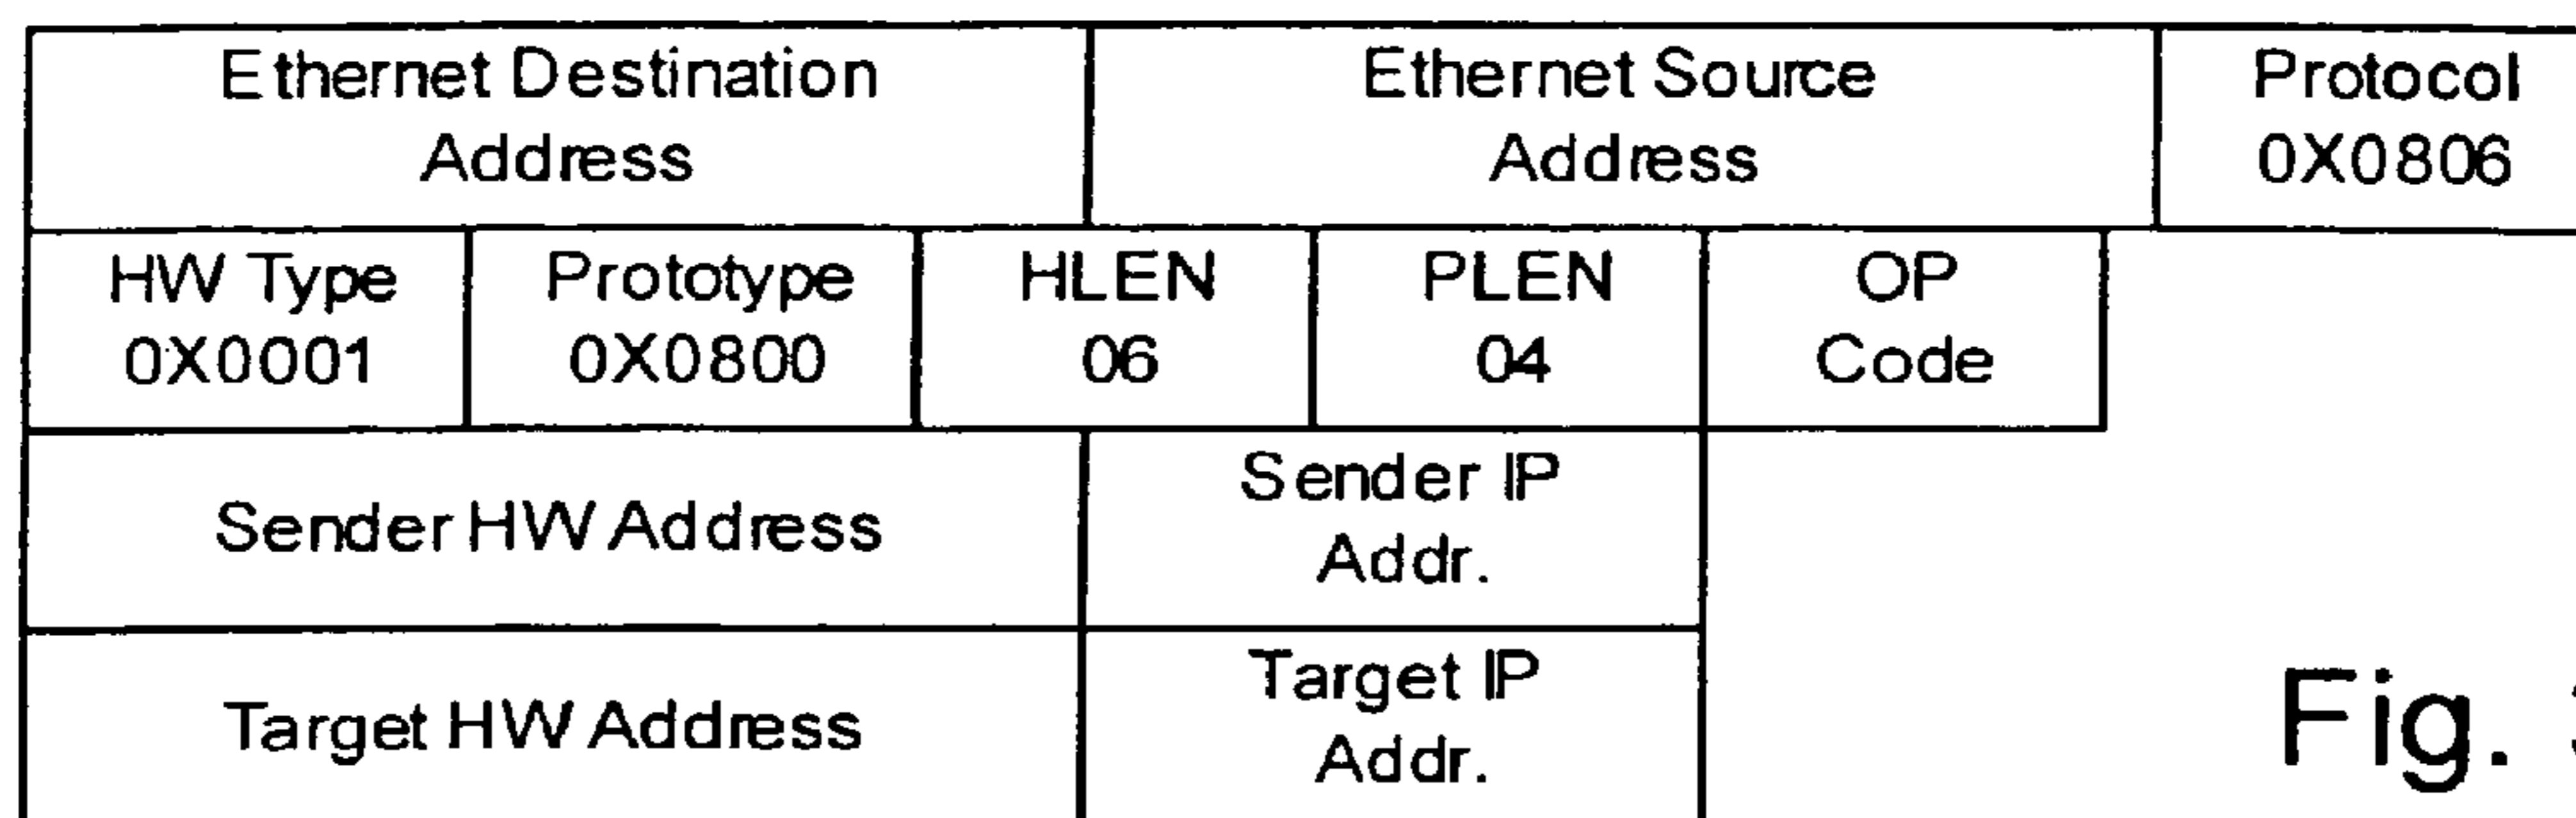 Ethernet Destination Address
Ethernet Source Address
Protocol 0X0806
HW Type 0X0001
Prototype 0X0800
HLEN 06
PLEN 04
OP Code
Sender HW Address
Sender IP Addr.
Target HW Address
Target IP Addr.
Fig.